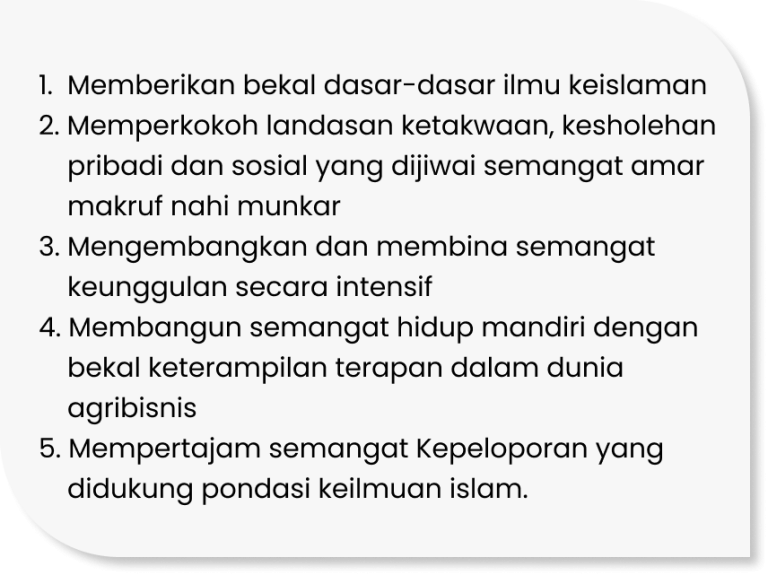 1. Memberikan bekal dasar-dasar ilmu keislaman
2. Memperkokoh landasan ketakwaan, kesholehan
pribadi dan sosial yang dijiwai semangat amar
makruf nahi munkar
3. Mengembangkan dan membina semangat
keunggulan secara intensif
4. Membangun semangat hidup mandiri dengan
bekal keterampilan terapan dalam dunia
agribisnis
5. Mempertajam semangat Kepeloporan yang
didukung pondasi keilmuan islam.